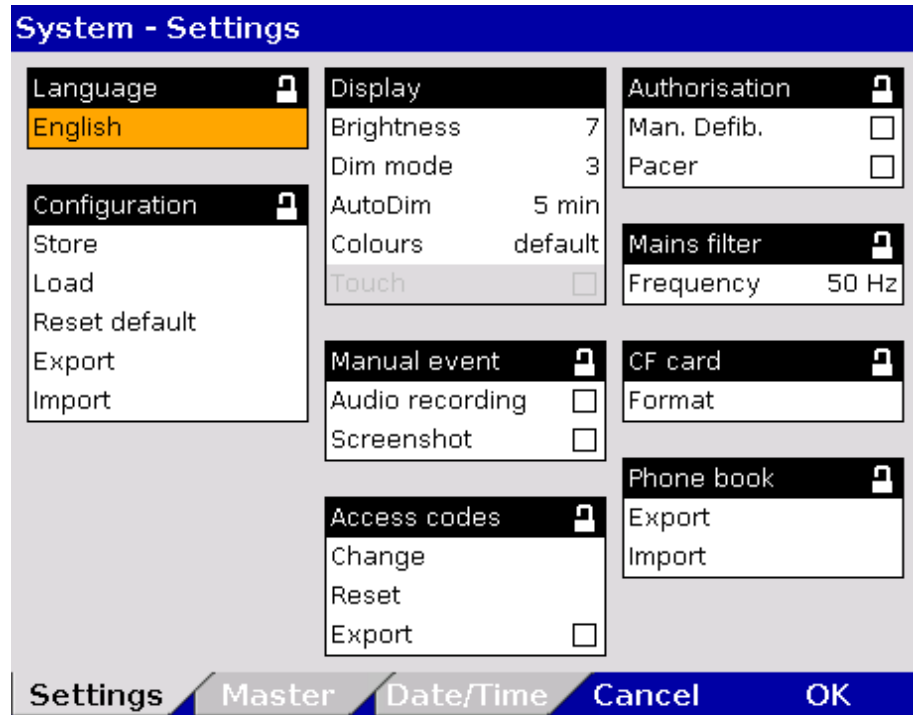 System - Settings
Language
English
Configuration
Store
Load
Reset default
Export
Import
Display
Brightness 7
Dim mode 3
AutoDim 5 min
Colours default
Touch
Manual event
Audio recording
Screenshot
Access codes
Change
Reset
Export
Authorisation
Man. Defib.
Pacer
Mains filter
Frequency 50 Hz
CF card
Format
Phone book
Export
Import
Settings Master Date/Time Cancel OK